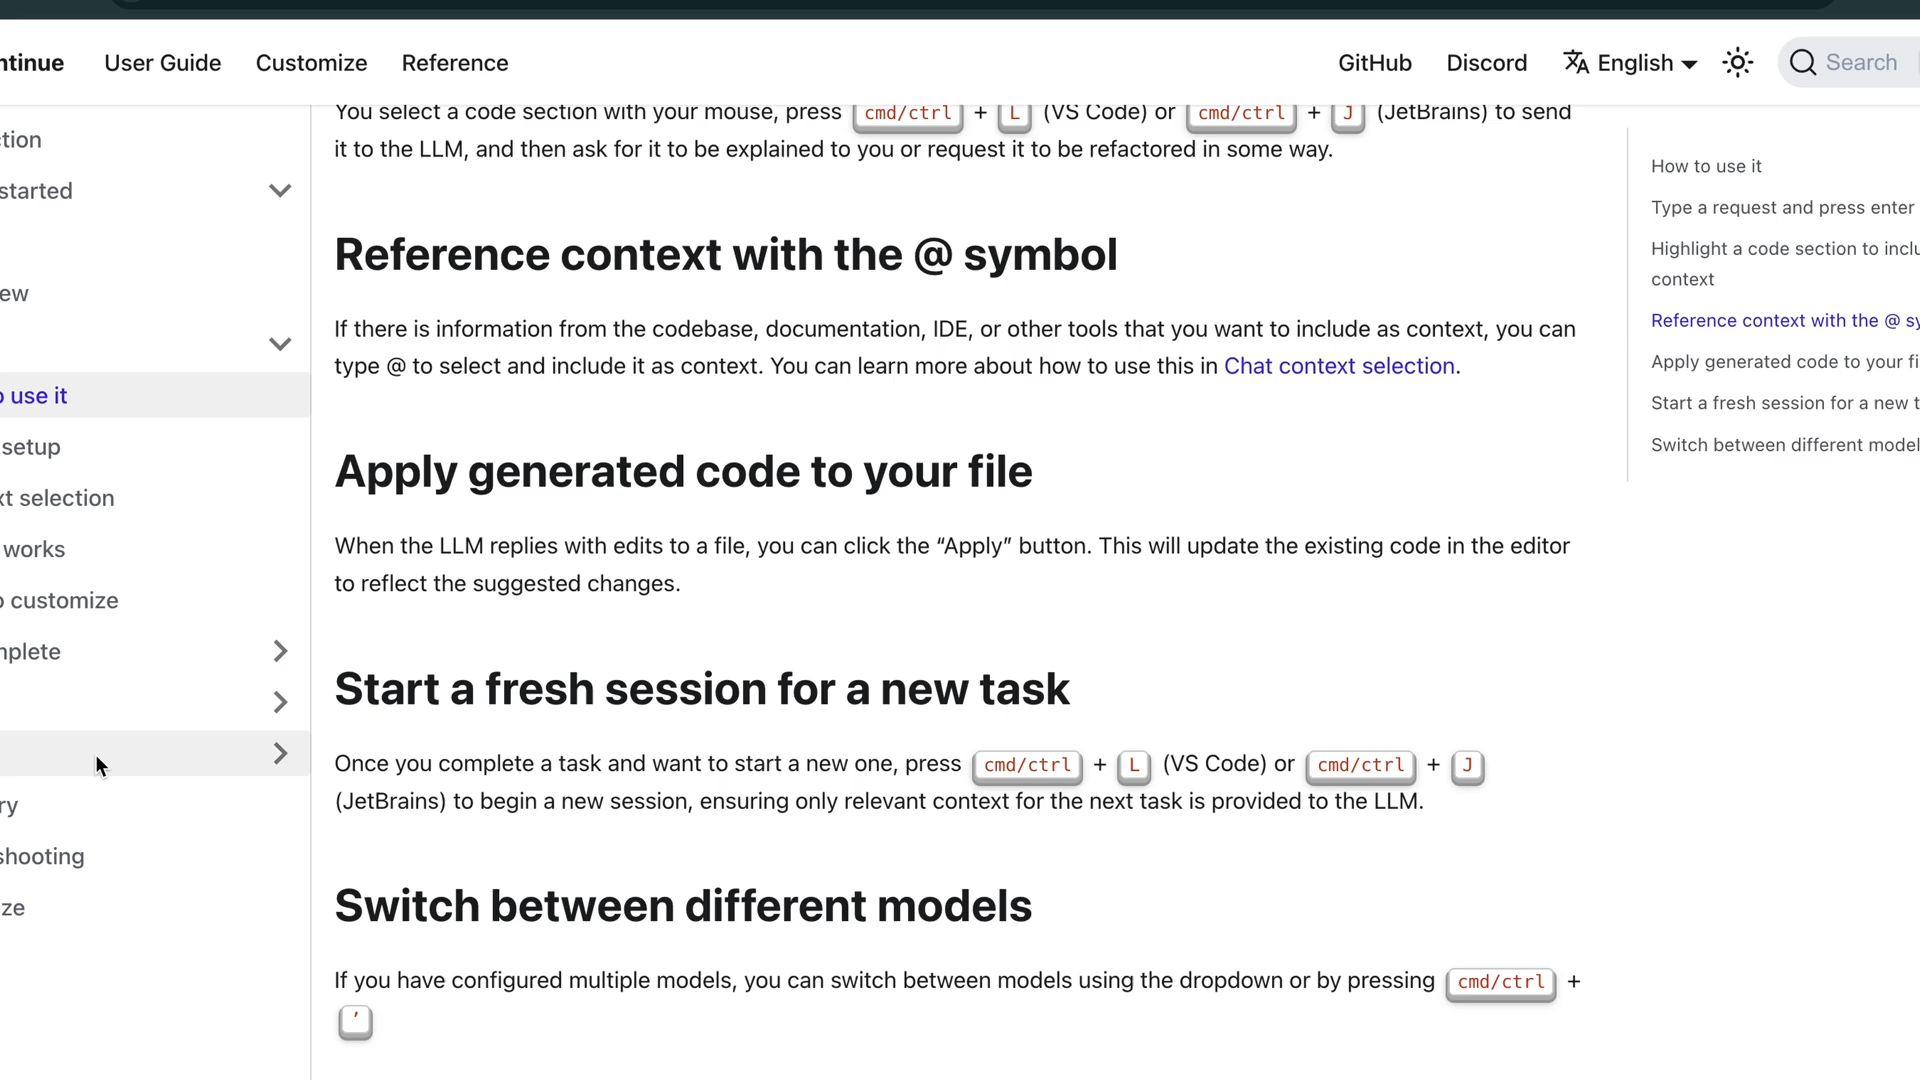 ntinue User Guide Customize Reference GitHub Discord English Search
tion
started
ew
o use it
setup
xt selection
works
o customize
mplete
ry
shooting
ze
You select a code section with your mouse, press cmd/ctrl + L (VS Code) or cmd/ctrl + J (JetBrains) to send
it to the LLM, and then ask for it to be explained to you or request it to be refactored in some way.
Reference context with the @ symbol
If there is information from the codebase, documentation, IDE, or other tools that you want to include as context, you can
type @ to select and include it as context. You can learn more about how to use this in Chat context selection.
Apply generated code to your file
When the LLM replies with edits to a file, you can click the “Apply” button. This will update the existing code in the editor
to reflect the suggested changes.
Start a fresh session for a new task
Once you complete a task and want to start a new one, press cmd/ctrl + L (VS Code) or cmd/ctrl + J
(JetBrains) to begin a new session, ensuring only relevant context for the next task is provided to the LLM.
Switch between different models
If you have configured multiple models, you can switch between models using the dropdown or by pressing cmd/ctrl +
’
How to use it
Type a request and press enter
Highlight a code section to inclu
context
Reference context with the @ sy
Apply generated code to your fi
Start a fresh session for a new t
Switch between different model